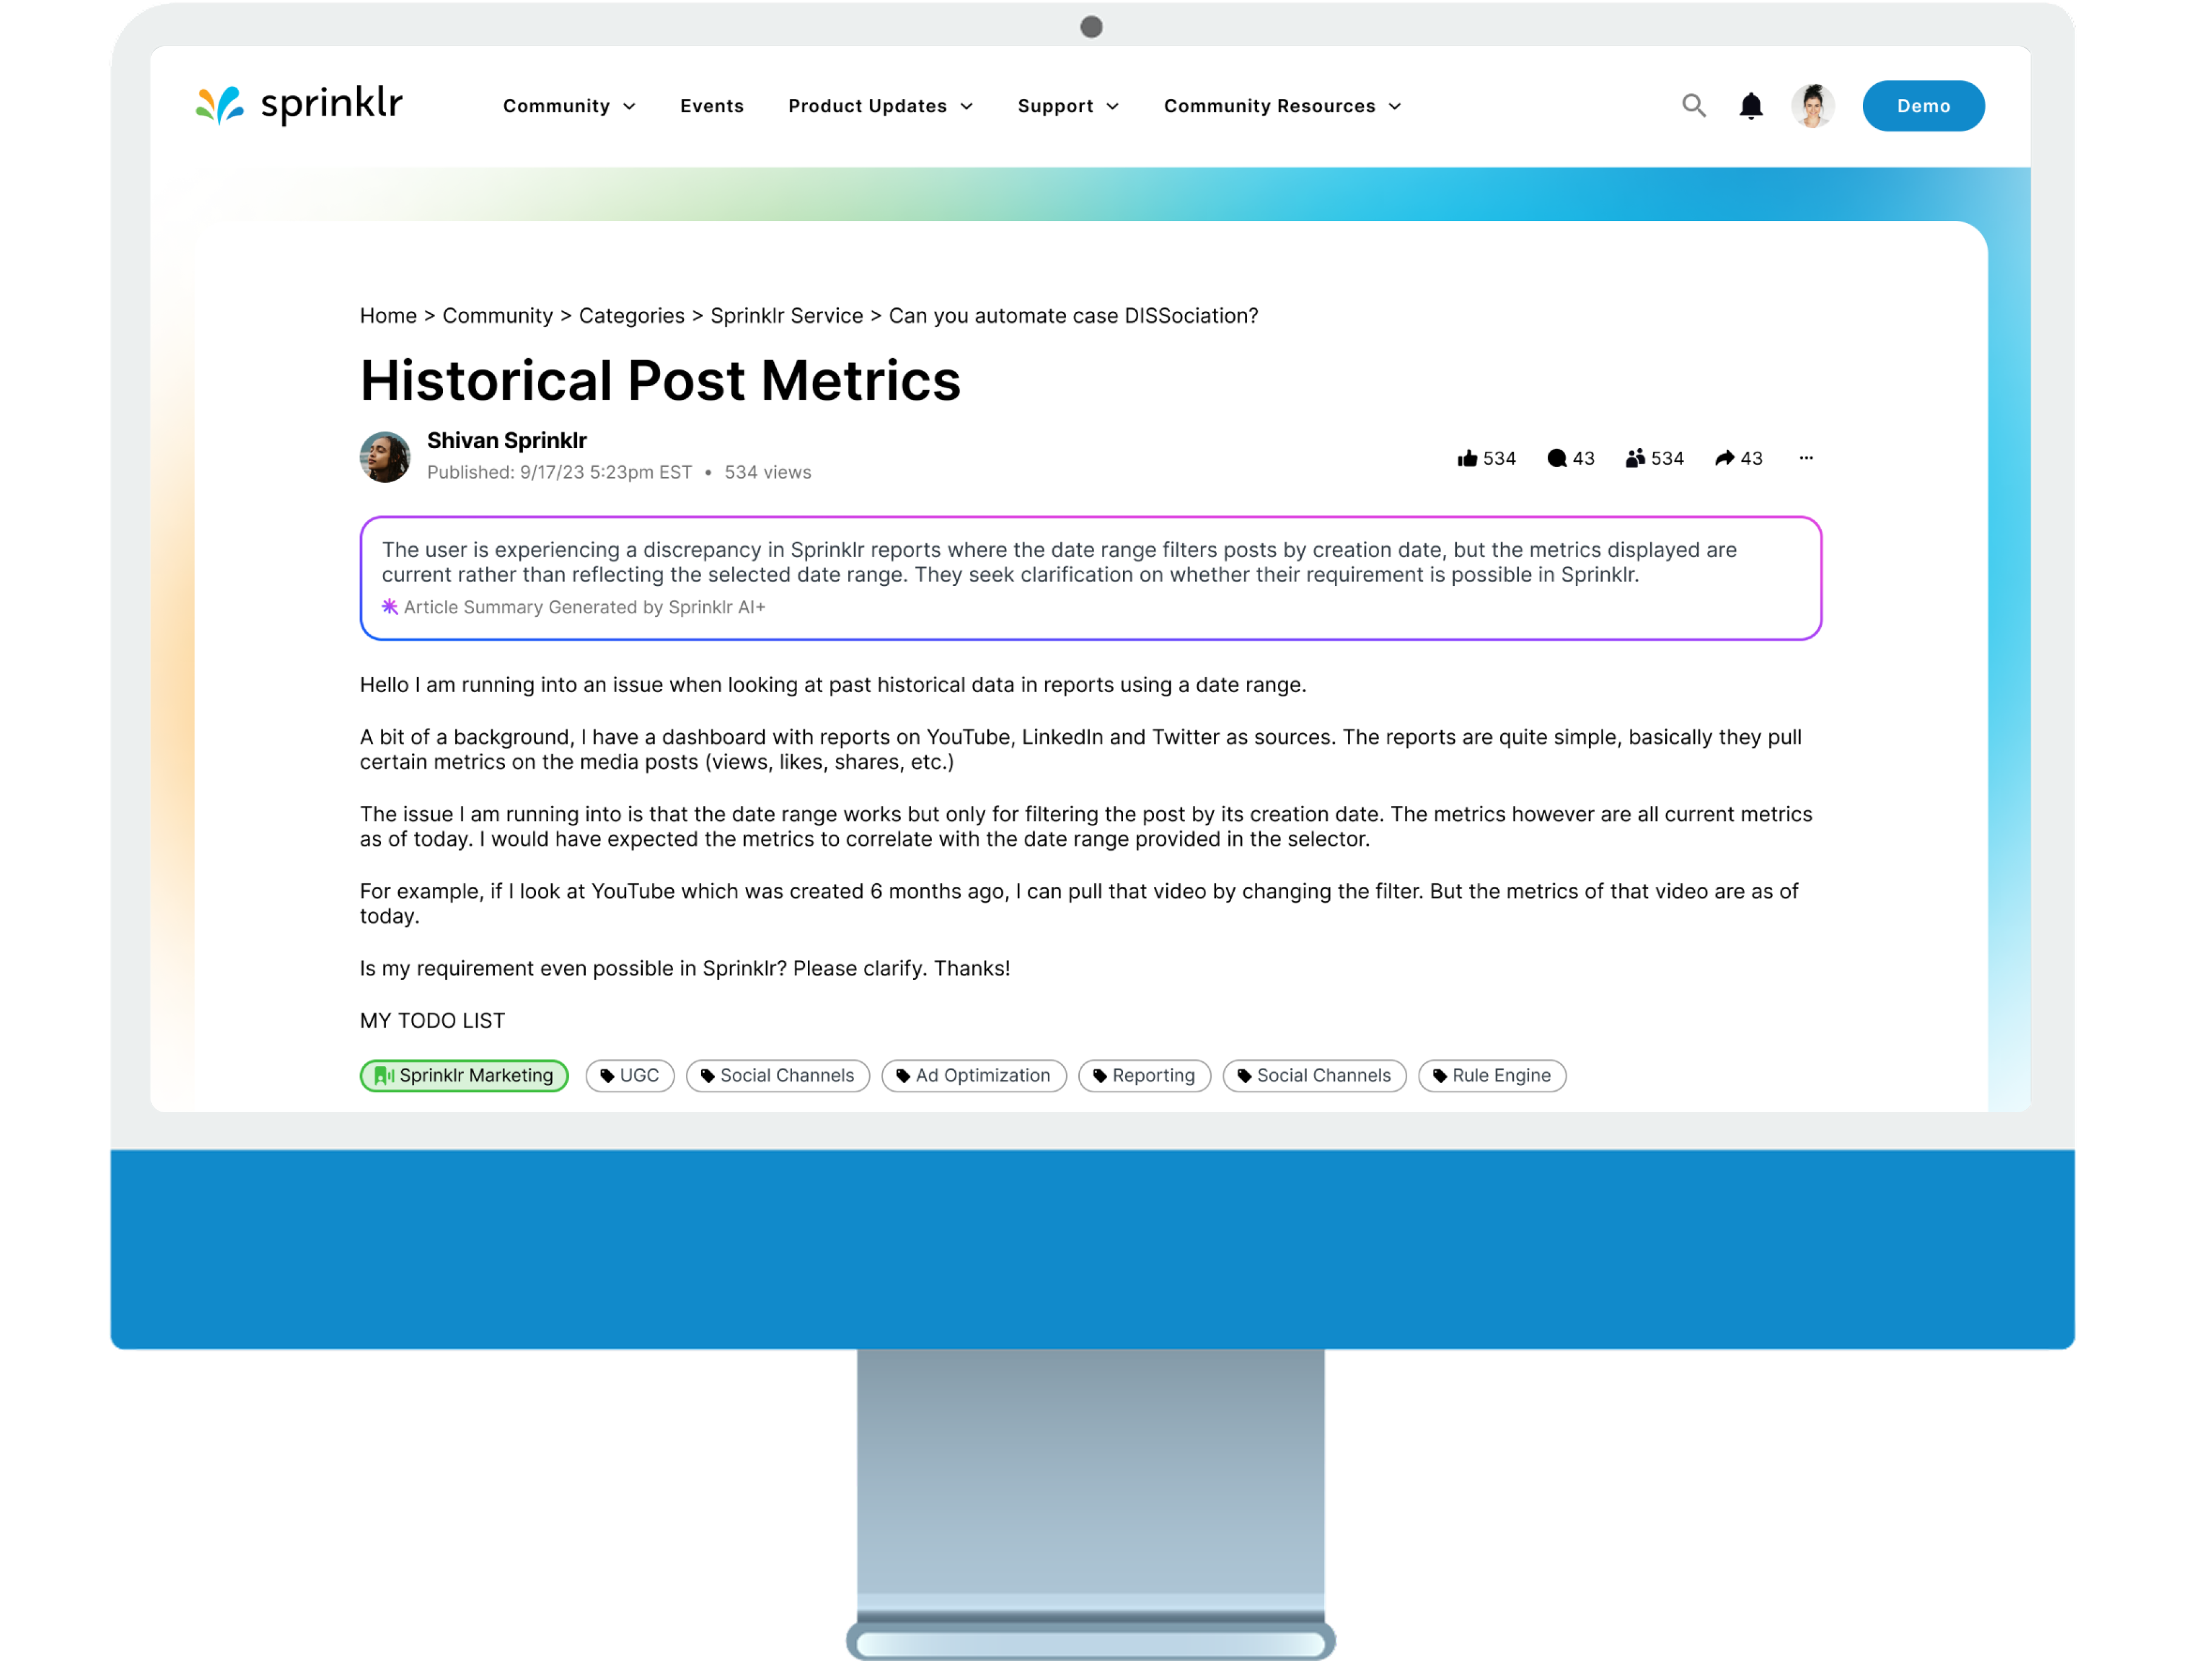 sprinklr
Community
Events
Product Updates
Support
Community Resources
Demo
Home > Community > Categories > Sprinklr Service > Can you automate case DISSociation?
Historical Post Metrics
Shivan Sprinklr
Published: 9/17/23 5:23pm EST • 534 views
534
43
534
43
The user is experiencing a discrepancy in Sprinklr reports where the date range filters posts by creation date, but the metrics displayed are
current rather than reflecting the selected date range. They seek clarification on whether their requirement is possible in Sprinklr.
Article Summary Generated by Sprinklr AI+
Hello I am running into an issue when looking at past historical data in reports using a date range.
A bit of a background, I have a dashboard with reports on YouTube, LinkedIn and Twitter as sources. The reports are quite simple, basically they pull
certain metrics on the media posts (views, likes, shares, etc.)
The issue I am running into is that the date range works but only for filtering the post by its creation date. The metrics however are all current metrics
as of today. I would have expected the metrics to correlate with the date range provided in the selector.
For example, if I look at YouTube which was created 6 months ago, I can pull that video by changing the filter. But the metrics of that video are as of
today.
Is my requirement even possible in Sprinklr? Please clarify. Thanks!
MY TODO LIST
Sprinklr Marketing
UGC
Social Channels
Ad Optimization
Reporting
Social Channels
Rule Engine